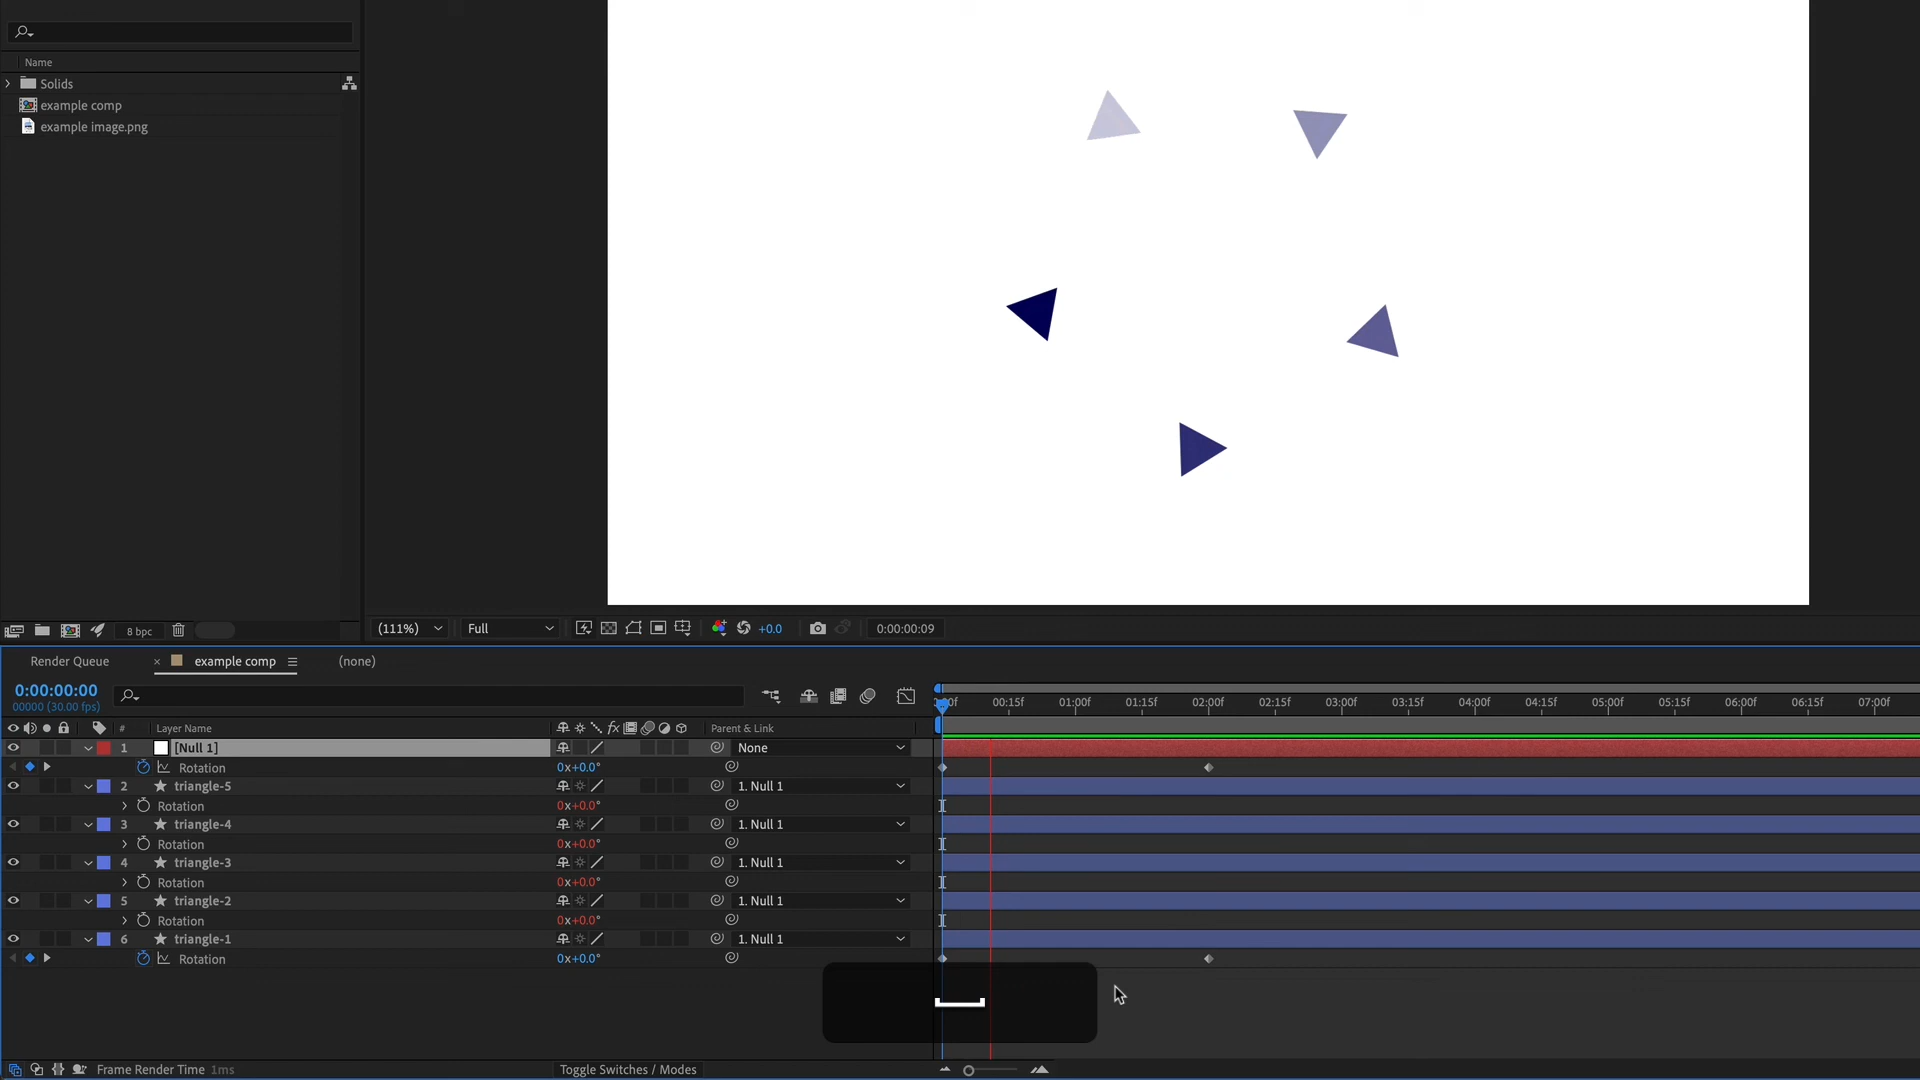 Name
Solids
example comp
example image.png
8 bpc
(111%)
Full
+0.0
0:00:00:09
Render Queue
× example comp
(none)
0:00:00:00
00000 (30.00 fps)
00f 00:15f 01:00f 01:15f 02:00f 02:15f 03:00f 03:15f 04:00f 04:15f 05:00f 05:15f 06:00f 06:15f 07:00f
# Layer Name fx Parent & Link
1 [Null 1] None
Rotation 0x+0.0°
2 triangle-5 1. Null 1
Rotation 0x+0.0°
3 triangle-4 1. Null 1
Rotation 0x+0.0°
4 triangle-3 1. Null 1
Rotation 0x+0.0°
5 triangle-2 1. Null 1
Rotation 0x+0.0°
6 triangle-1 1. Null 1
Rotation 0x+0.0°
Frame Render Time 1ms
Toggle Switches / Modes